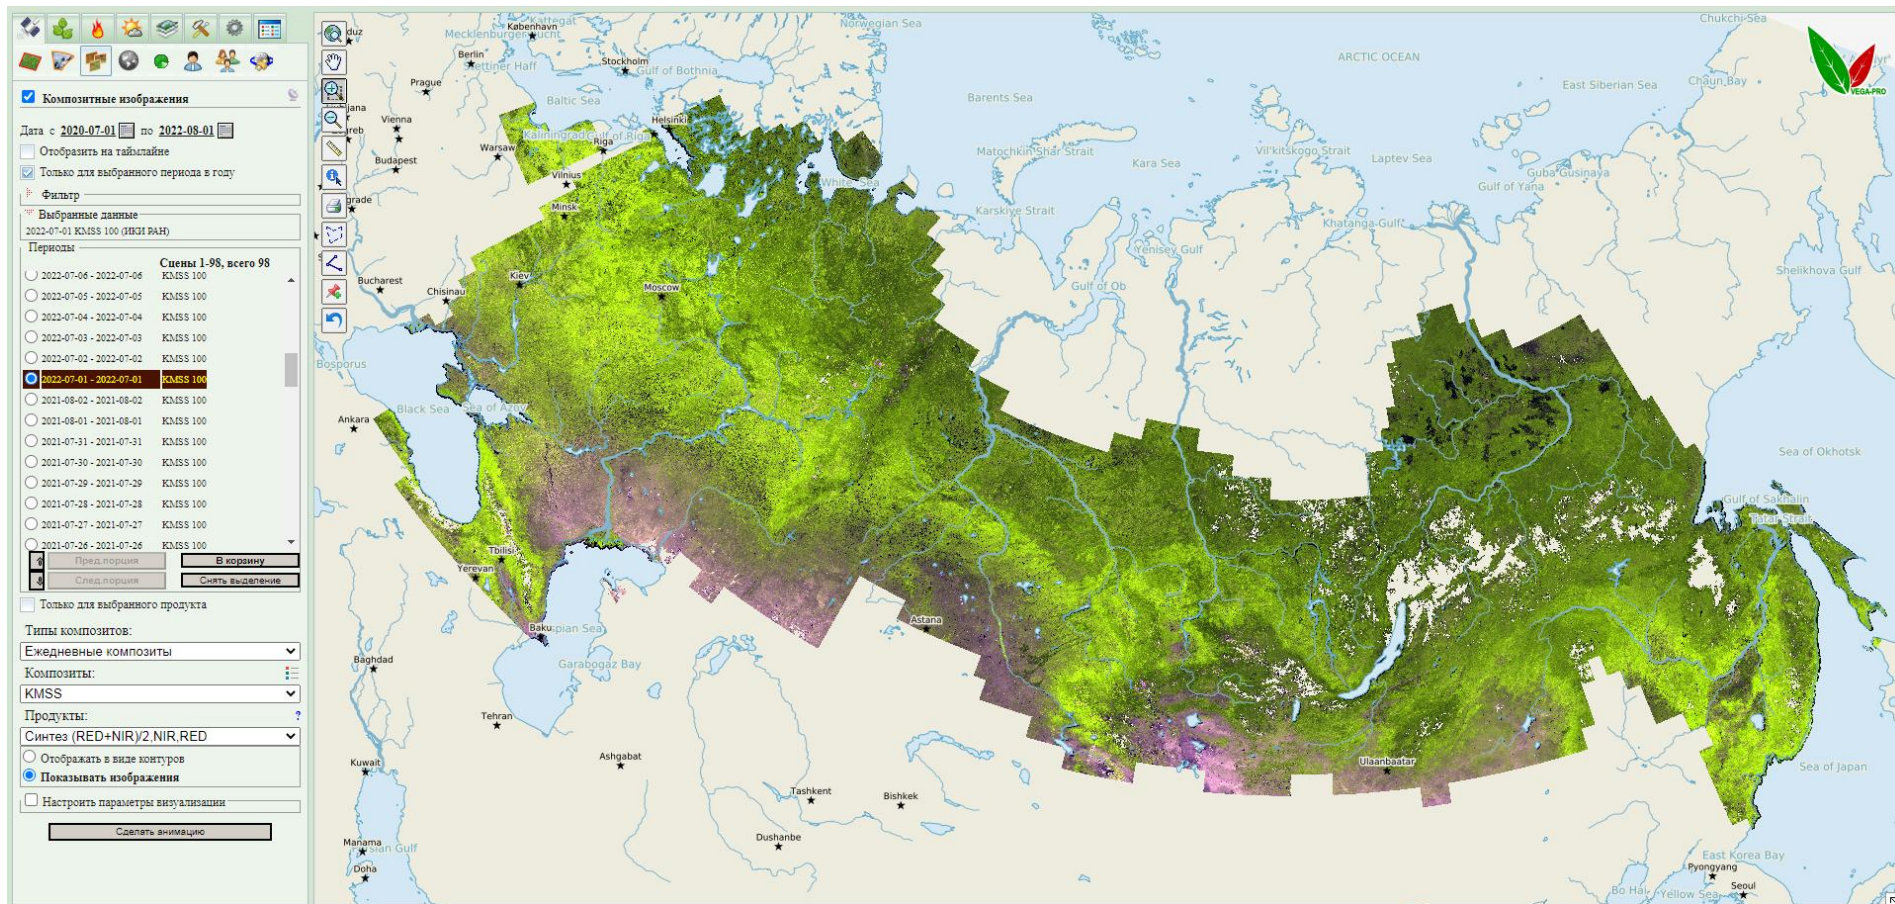 Композитные изображения
Дата с 2020-07-01 по 2022-08-01
Отобразить на таймлайне
Только для выбранного периода в году
Фильтр
Выбранные данные
2022-07-01 KMSS 100 (ИКИ РАН)
Периоды
Сцены 1-98, всего 98
2022-07-06 - 2022-07-06 KMSS 100
2022-07-05 - 2022-07-05 KMSS 100
2022-07-04 - 2022-07-04 KMSS 100
2022-07-03 - 2022-07-03 KMSS 100
2022-07-02 - 2022-07-02 KMSS 100
2022-07-01 - 2022-07-01 KMSS 100
2021-08-02 - 2021-08-02 KMSS 100
2021-08-01 - 2021-08-01 KMSS 100
2021-07-31 - 2021-07-31 KMSS 100
2021-07-30 - 2021-07-30 KMSS 100
2021-07-29 - 2021-07-29 KMSS 100
2021-07-28 - 2021-07-28 KMSS 100
2021-07-27 - 2021-07-27 KMSS 100
2021-07-26 - 2021-07-26 KMSS 100
Пред.порция В корзину
След.порция Снять выделение
Только для выбранного продукта
Типы композитов:
Ежедневные композиты
Композиты:
KMSS
Продукты: ?
Синтез (RED+NIR)/2,NIR,RED
Отображать в виде контуров
Показывать изображения
Настроить параметры визуализации
Сделать анимацию
Kattegat
København
Norwegian Sea
Chukchi Sea
Berlin
Stockholm
Gulf of Bothnia
ARCTIC OCEAN
Prague
East Siberian Sea
Chaun Bay
VEGA-PRO
Baltic Sea
Barents Sea
Vienna
Helsinki
Kaliningrad
Gulf of Riga
Warsaw
Riga
Budapest
Matochkin Shar Strait
Kara Sea
Vil'kitskogo Strait
Laptev Sea
Vilnius
White Sea
Guba Gusinaya
Gulf of Yana
Minsk
Karskiye Strait
Khatanga Gulf
Yenisey Gulf
Shelikhova Gulf
Bucharest
Chisinau
Kiev
Moscow
Gulf of Ob
Bosporus
Black Sea
Sea of Azov
Ankara
Sea of Okhotsk
Gulf of Sakhalin
Tatar Strait
Tbilisi
Yerevan
Baku
Astana
Baghdad
Garabogaz Bay
Tehran
Ashgabat
Kuwait
Ulaanbaatar
Sea of Japan
Tashkent
Bishkek
Dushanbe
Manama
Doha
East Korea Bay
Pyongyang
Seoul
Bo Hai
Yellow Sea